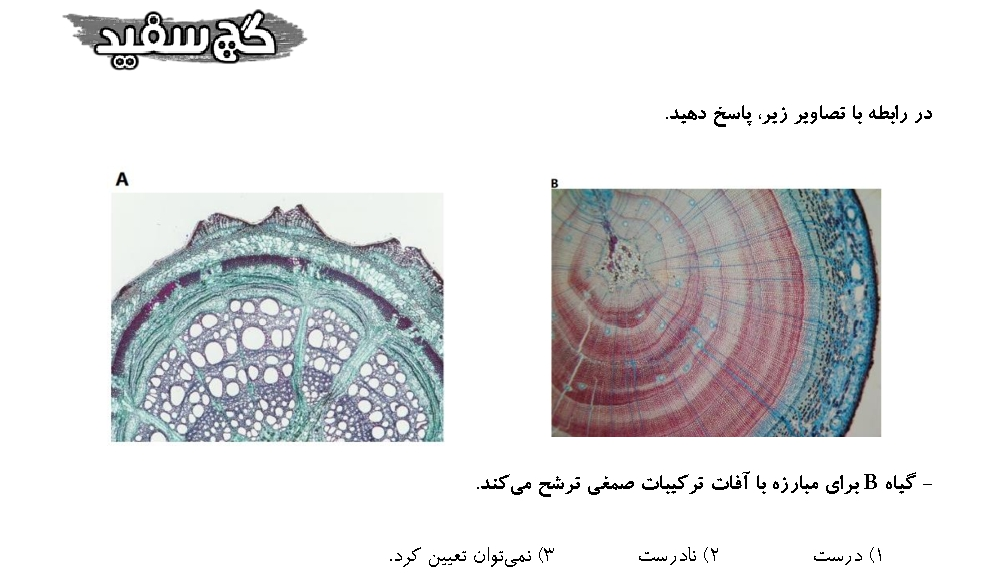 گچ سفید
در رابطه با تصاویر زیر، پاسخ دهید.
A
B
- گیاه B برای مبارزه با آفات ترکیبات صمغی ترشح می‌کند.
۱) درست ۲) نادرست ۳) نمی‌توان تعیین کرد.